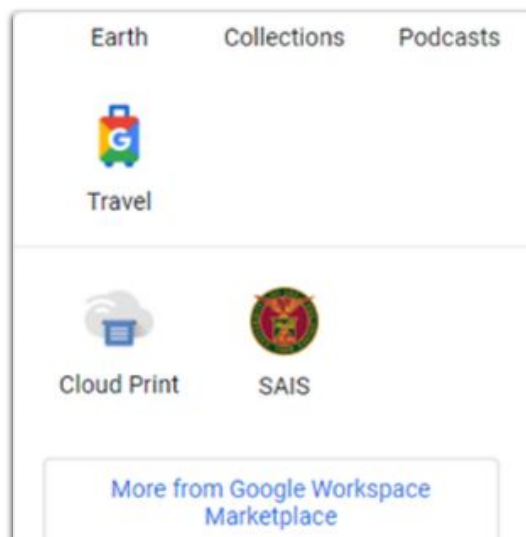 Earth Collections Podcasts
G
Travel
Cloud Print SAIS
More from Google Workspace
Marketplace